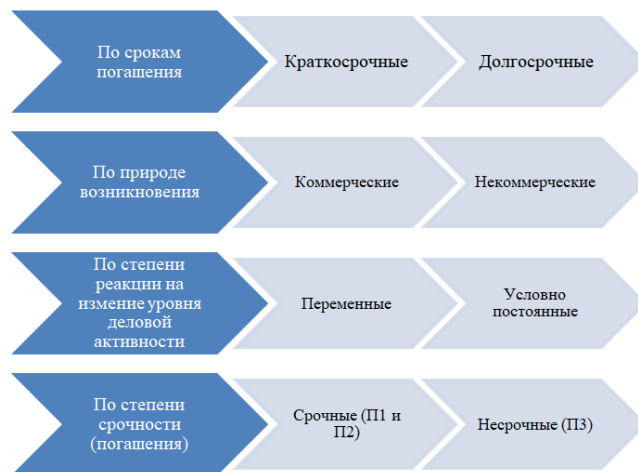 По срокам
погашения
Краткосрочные
Долгосрочные
По природе
возникновения
Коммерческие
Некоммерческие
По степени
реакции на
измение уровня
деловой
активности
Переменные
Условно
постоянные
По степени
срочности
(погашения)
Срочные (П1 и
П2)
Несрочные (П3)